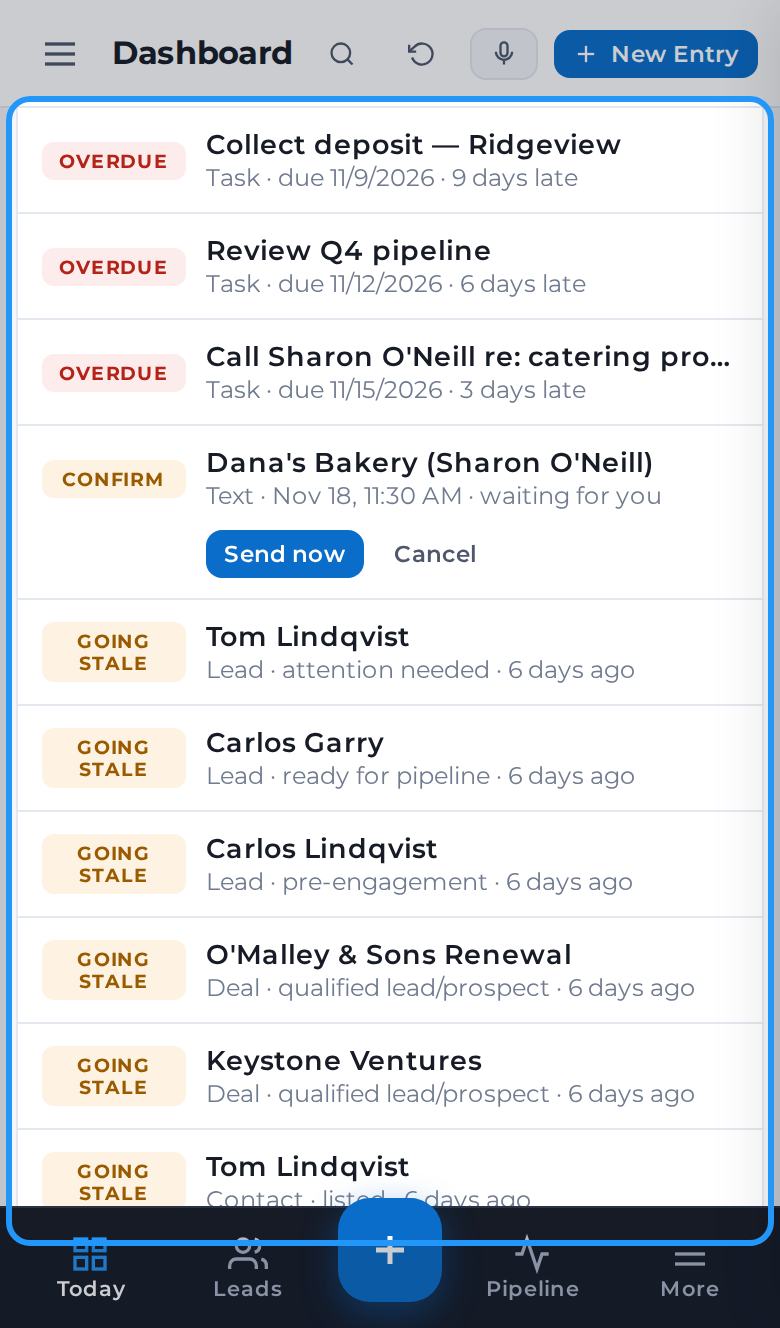 Dashboard
New Entry
OVERDUE
Collect deposit — Ridgeview
Task · due 11/9/2026 · 9 days late
OVERDUE
Review Q4 pipeline
Task · due 11/12/2026 · 6 days late
OVERDUE
Call Sharon O'Neill re: catering pro...
Task · due 11/15/2026 · 3 days late
CONFIRM
Dana's Bakery (Sharon O'Neill)
Text · Nov 18, 11:30 AM · waiting for you
Send now Cancel
GOING
STALE
Tom Lindqvist
Lead · attention needed · 6 days ago
GOING
STALE
Carlos Garry
Lead · ready for pipeline · 6 days ago
GOING
STALE
Carlos Lindqvist
Lead · pre-engagement · 6 days ago
GOING
STALE
O'Malley & Sons Renewal
Deal · qualified lead/prospect · 6 days ago
GOING
STALE
Keystone Ventures
Deal · qualified lead/prospect · 6 days ago
GOING
STALE
Tom Lindqvist
Contact · listed · 6 days ago
Today Leads Pipeline More